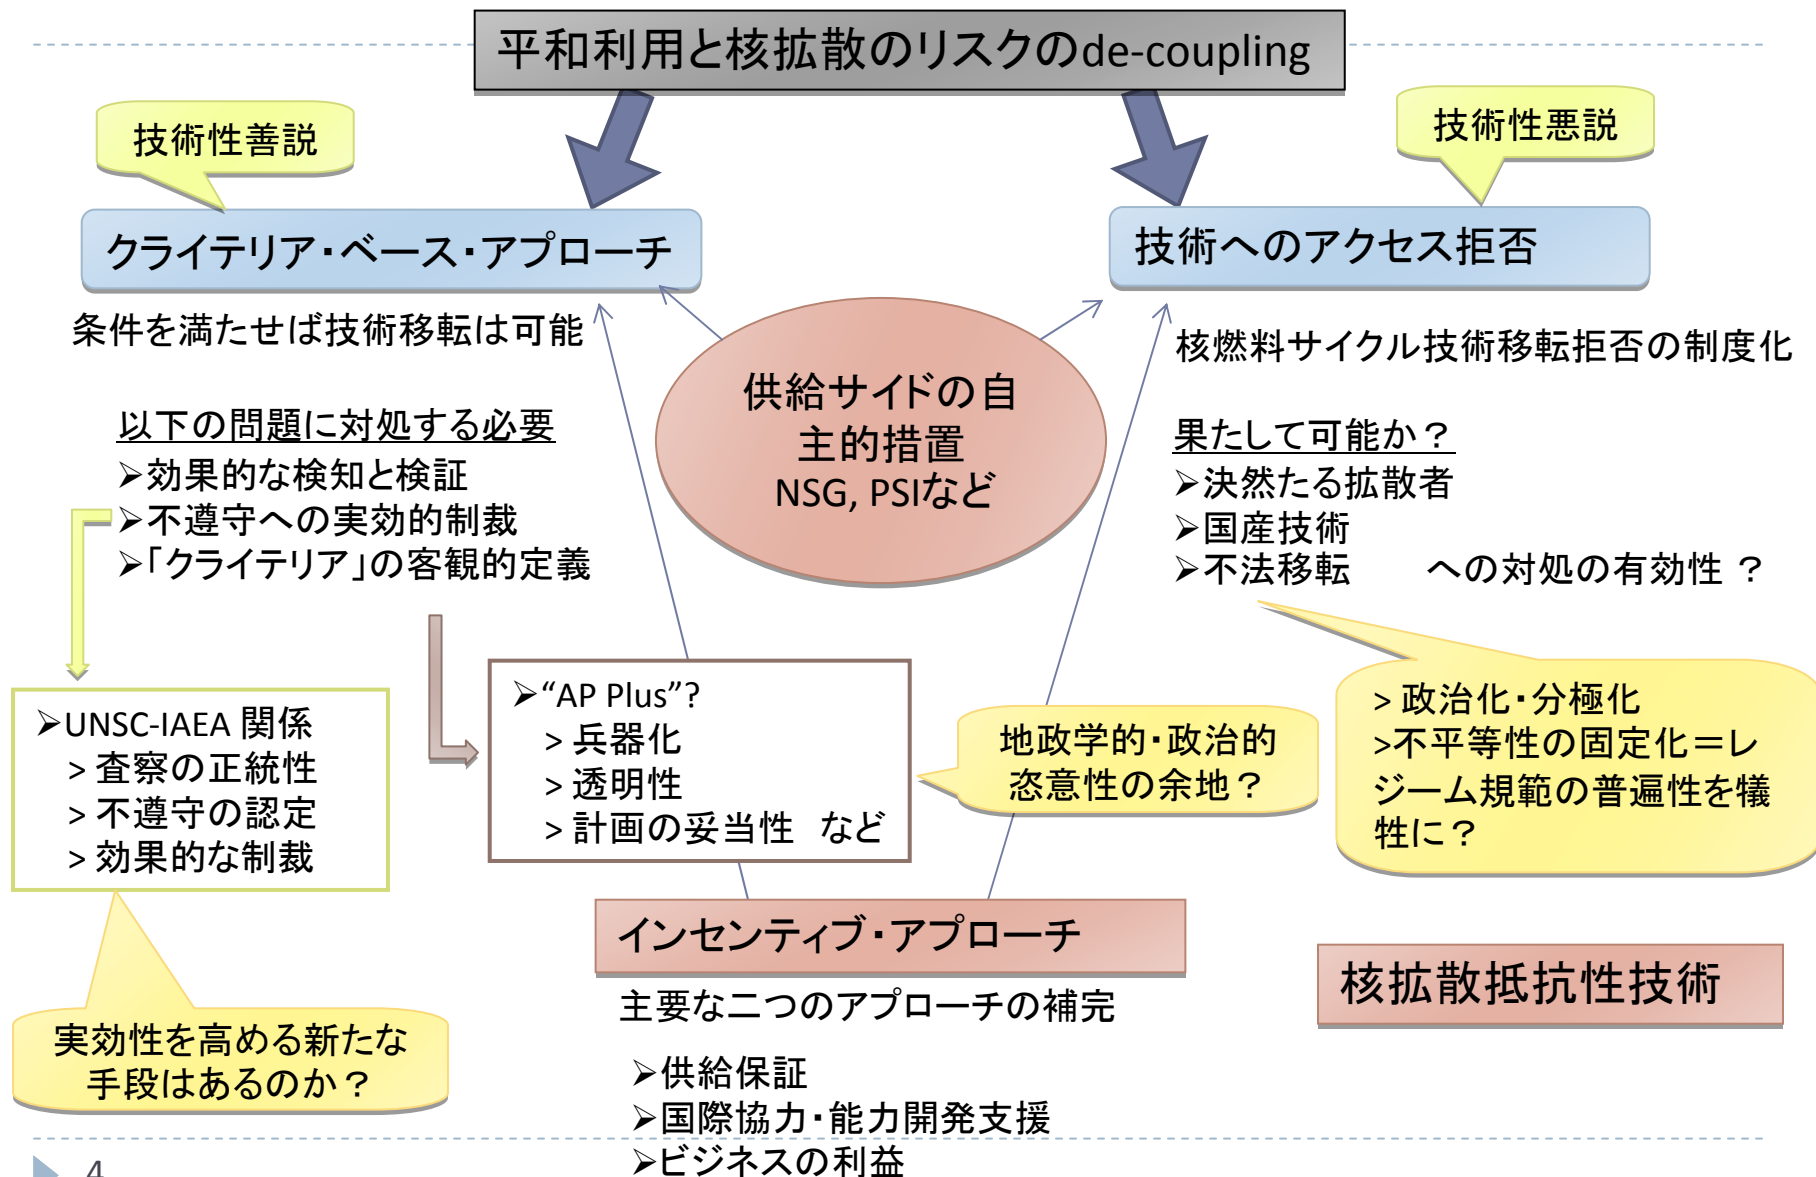 平和利用と核拡散のリスクのde-coupling
技術性善説
技術性悪説
クライテリア・ベース・アプローチ
技術へのアクセス拒否
条件を満たせば技術移転は可能
核燃料サイクル技術移転拒否の制度化
供給サイドの自
主的措置
NSG, PSIなど
以下の問題に対処する必要
➢効果的な検知と検証
➢不遵守への実効的制裁
➢「クライテリア」の客観的定義
果たして可能か？
➢決然たる拡散者
➢国産技術
➢不法移転　　への対処の有効性 ？
➢UNSC-IAEA 関係
> 査察の正統性
> 不遵守の認定
> 効果的な制裁
➢“AP Plus”?
> 兵器化
> 透明性
> 計画の妥当性　など
地政学的・政治的
恣意性の余地？
> 政治化・分極化
>不平等性の固定化＝レ
ジーム規範の普遍性を犠
牲に？
インセンティブ・アプローチ
核拡散抵抗性技術
主要な二つのアプローチの補完
実効性を高める新たな
手段はあるのか？
➢供給保証
➢国際協力・能力開発支援
➢ビジネスの利益
4